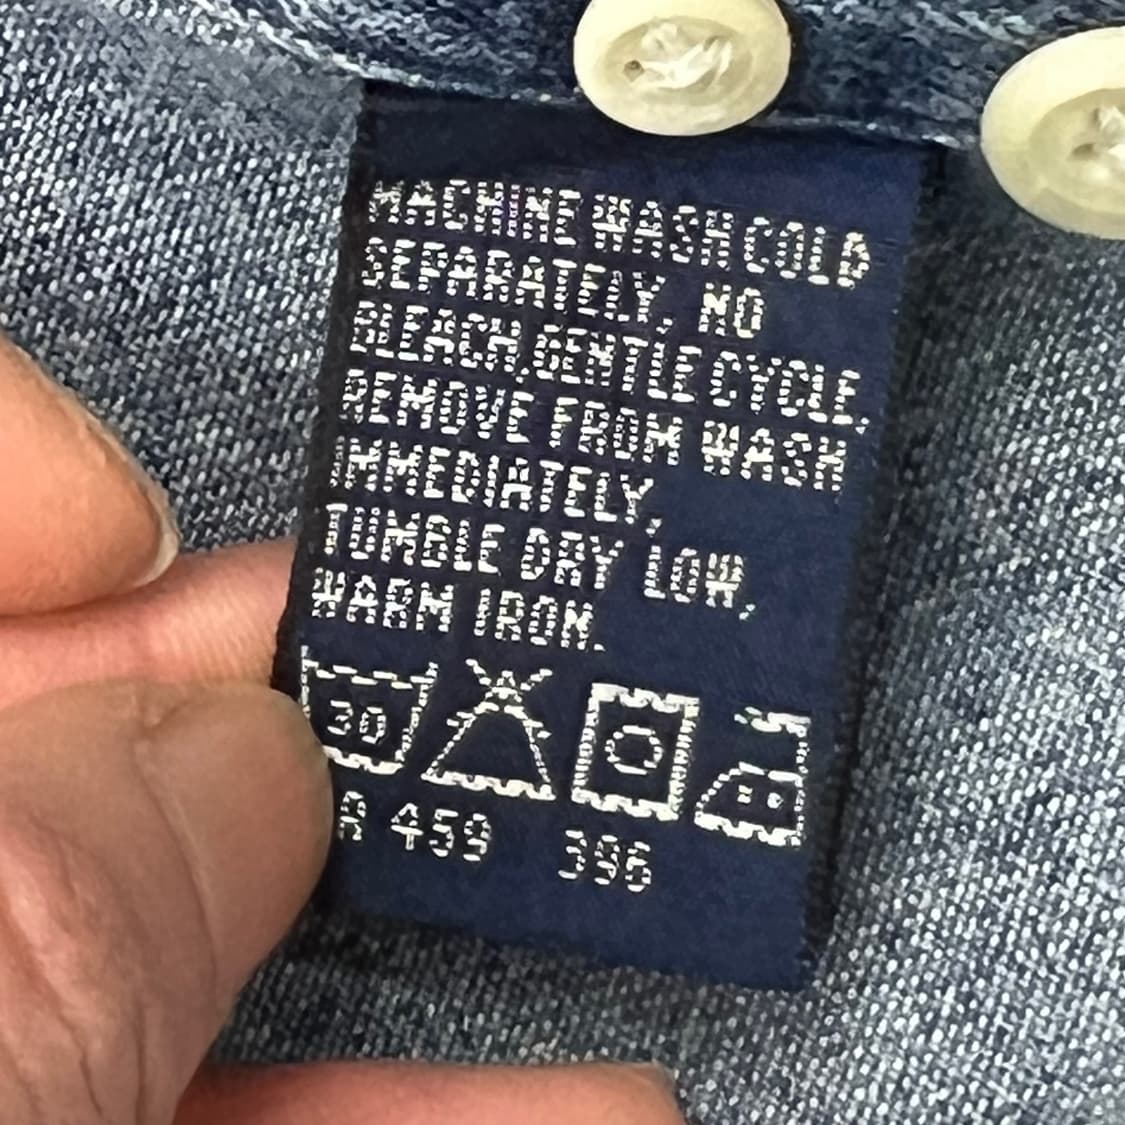 MACHINE WASH COLD
SEPARATELY, NO
BLEACH, GENTLE CYCLE,
REMOVE FROM WASH
IMMEDIATELY,
TUMBLE DRY LOW,
WARM IRON.
30
459 396